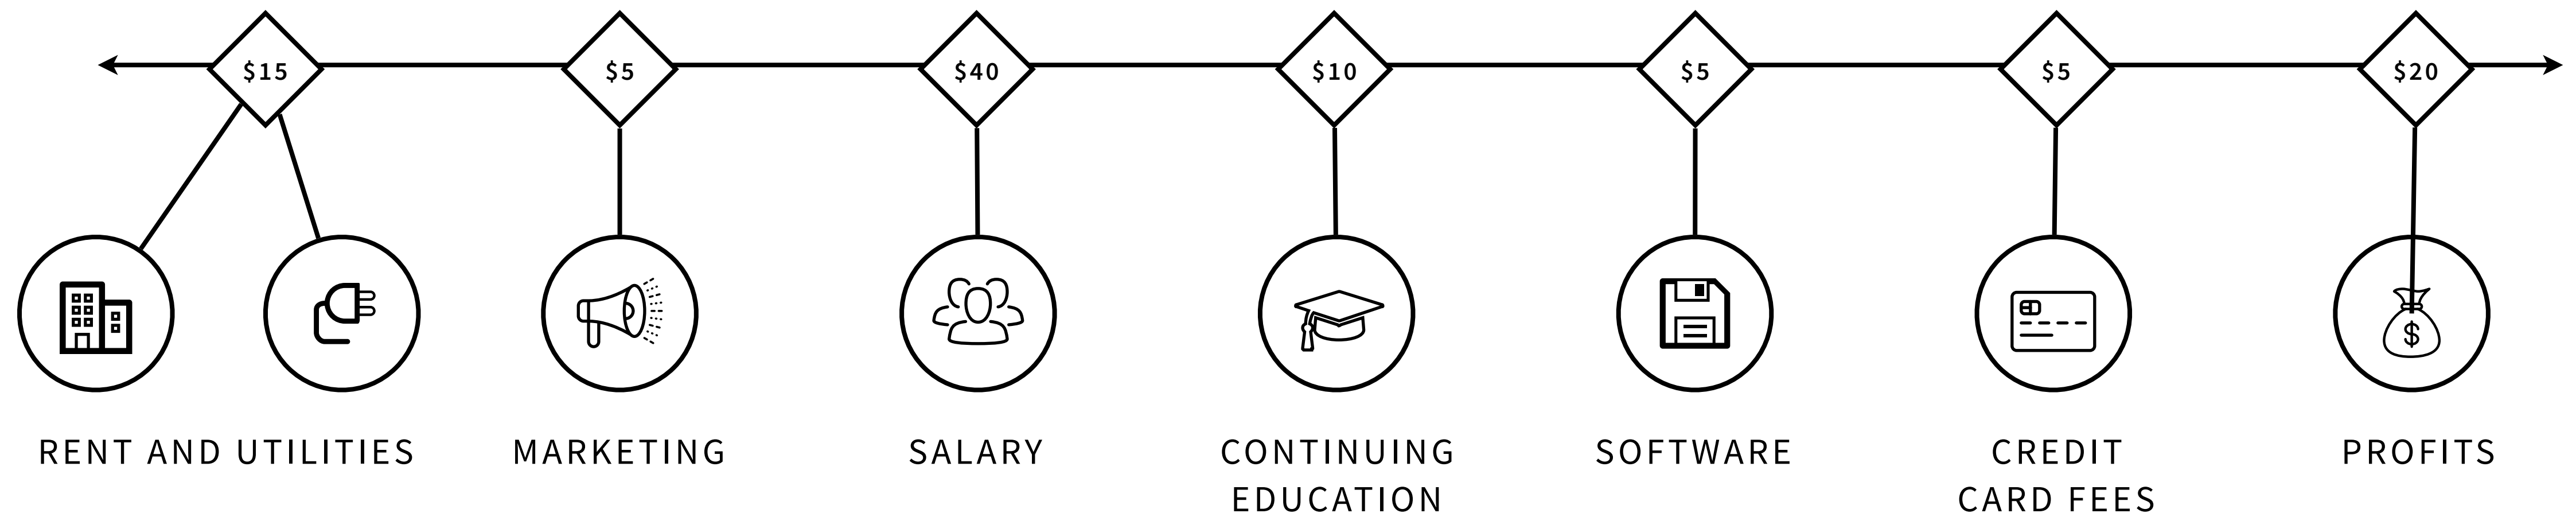 $15
$5
$40
$10
$5
$5
$20
$
RENT AND UTILITIES
MARKETING
SALARY
CONTINUING
EDUCATION
SOFTWARE
CREDIT
CARD FEES
PROFITS